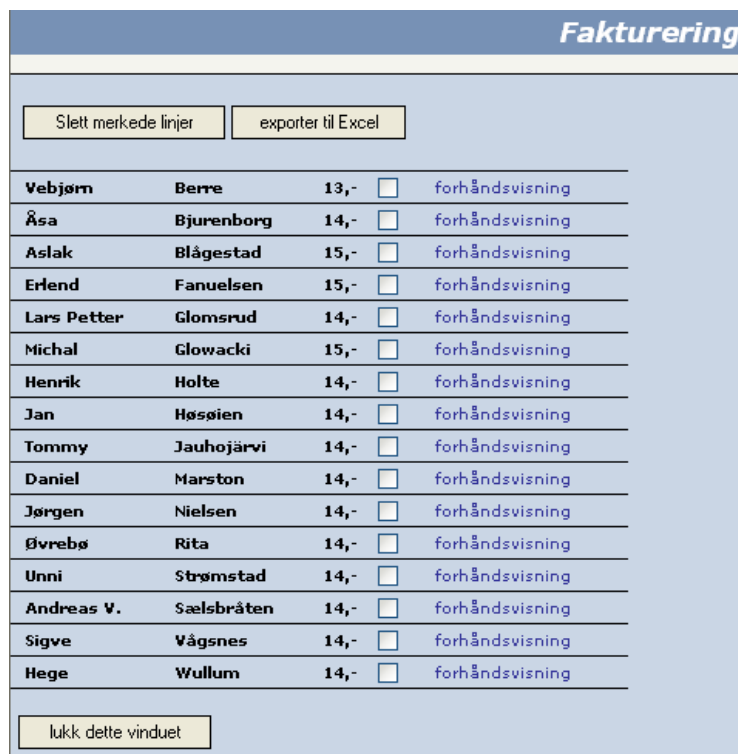 Fakturering
Slett merkede linjer exporter til Excel
Vebjørn Berre 13,- forhåndsvisning
Åsa Bjurenborg 14,- forhåndsvisning
Aslak Blågestad 15,- forhåndsvisning
Erlend Fanuelsen 15,- forhåndsvisning
Lars Petter Glomsrud 14,- forhåndsvisning
Michal Glowacki 15,- forhåndsvisning
Henrik Holte 14,- forhåndsvisning
Jan Høsøien 14,- forhåndsvisning
Tommy Jauhojärvi 14,- forhåndsvisning
Daniel Marston 14,- forhåndsvisning
Jørgen Nielsen 14,- forhåndsvisning
Øvrebø Rita 14,- forhåndsvisning
Unni Strømstad 14,- forhåndsvisning
Andreas V. Sælsbråten 14,- forhåndsvisning
Sigve Vågsnes 14,- forhåndsvisning
Hege Wullum 14,- forhåndsvisning
lukk dette vinduet